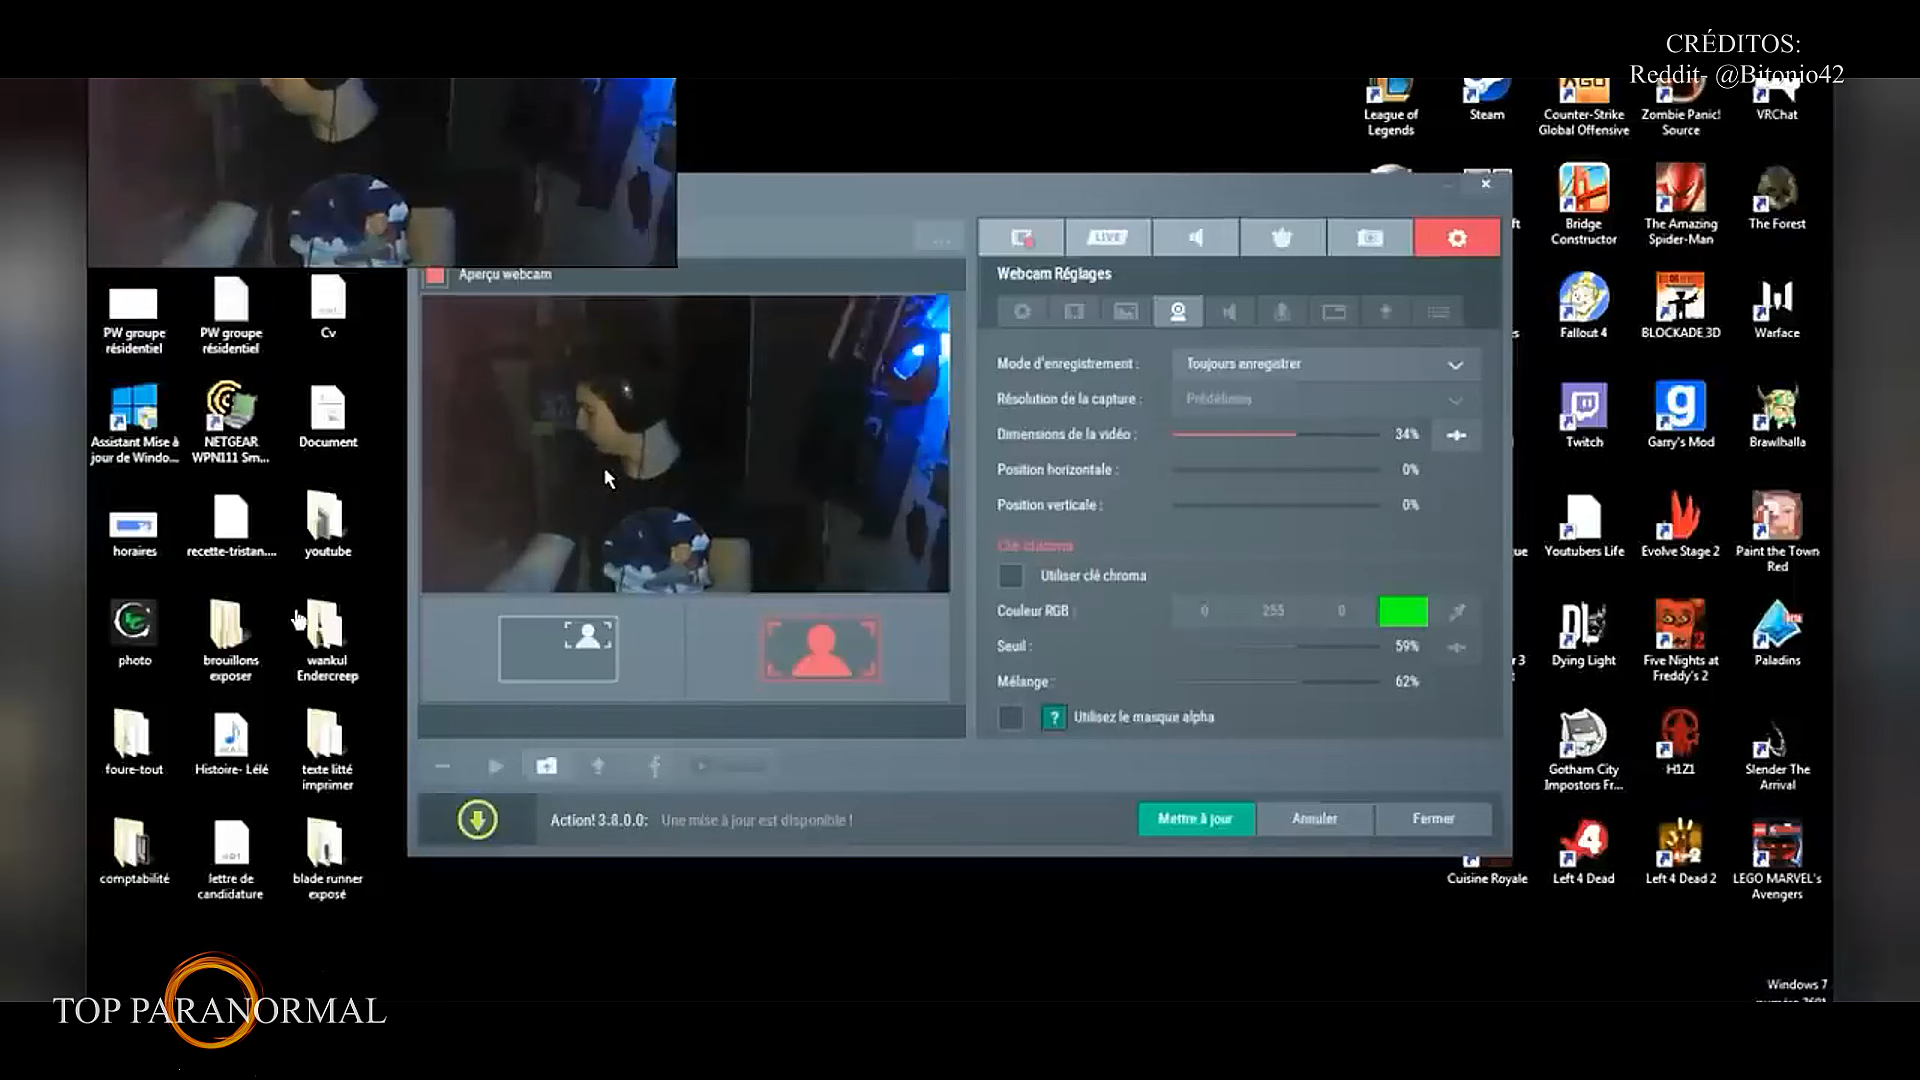 CRÉDITOS:
Reddit- @Bitonio42
League of
Legends
Steam
Counter-Strike
Global Offensive
Zombie Panic!
Source
VRChat
Bridge
Constructor
The Amazing
Spider-Man
The Forest
LIVE
Aperçu webcam
Webcam Réglages
PW groupe
résidentiel
PW groupe
résidentiel
Cv
Fallout 4
BLOCKADE 3D
Warface
Mode d'enregistrement :
Toujours enregistrer
Résolution de la capture :
Prédéfinies
Dimensions de la vidéo :
34%
Position horizontale :
0%
Position verticale :
0%
Assistant Mise à
jour de Windo...
NETGEAR
WPN111 Sm...
Document
Twitch
Garry's Mod
Brawlhalla
Clé chroma
Utiliser clé chroma
Couleur RGB
0
255
0
Seuil :
59%
Mélange :
62%
?
Utilisez le masque alpha
horaires
recette-tristan....
youtube
Youtubers Life
Evolve Stage 2
Paint the Town
Red
photo
brouillons
exposer
wankul
Endercreep
Dying Light
Five Nights at
Freddy's 2
Paladins
foure-tout
Histoire- Lélé
texte litté
imprimer
Gotham City
Impostors Fr...
H1Z1
Slender The
Arrival
Action! 3.8.0.0:
Une mise à jour est disponible !
Mettre à jour
Annuler
Fermer
comptabilité
lettre de
candidature
blade runner
exposé
Cuisine Royale
Left 4 Dead
Left 4 Dead 2
LEGO MARVEL's
Avengers
Windows 7
TOP PARANORMAL